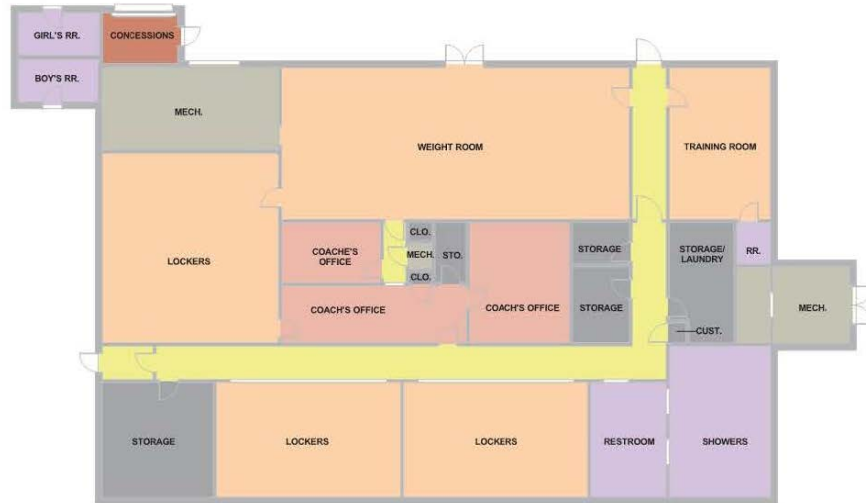 GIRL'S RR.
CONCESSIONS
BOY'S RR.
MECH.
WEIGHT ROOM
TRAINING ROOM
LOCKERS
COACHE'S
OFFICE
CLO.
MECH.
CLO.
STO.
STORAGE
STORAGE/
LAUNDRY
RR.
COACH'S OFFICE
COACH'S OFFICE
STORAGE
MECH.
CUST.
STORAGE
LOCKERS
LOCKERS
RESTROOM
SHOWERS